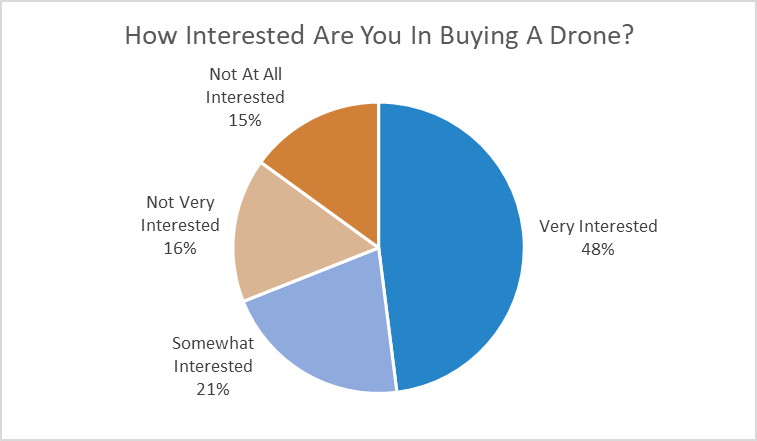 How Interested Are You In Buying A Drone?
Not At All
Interested
15%
Very Interested
48%
Not Very
Interested
16%
Somewhat
Interested
21%